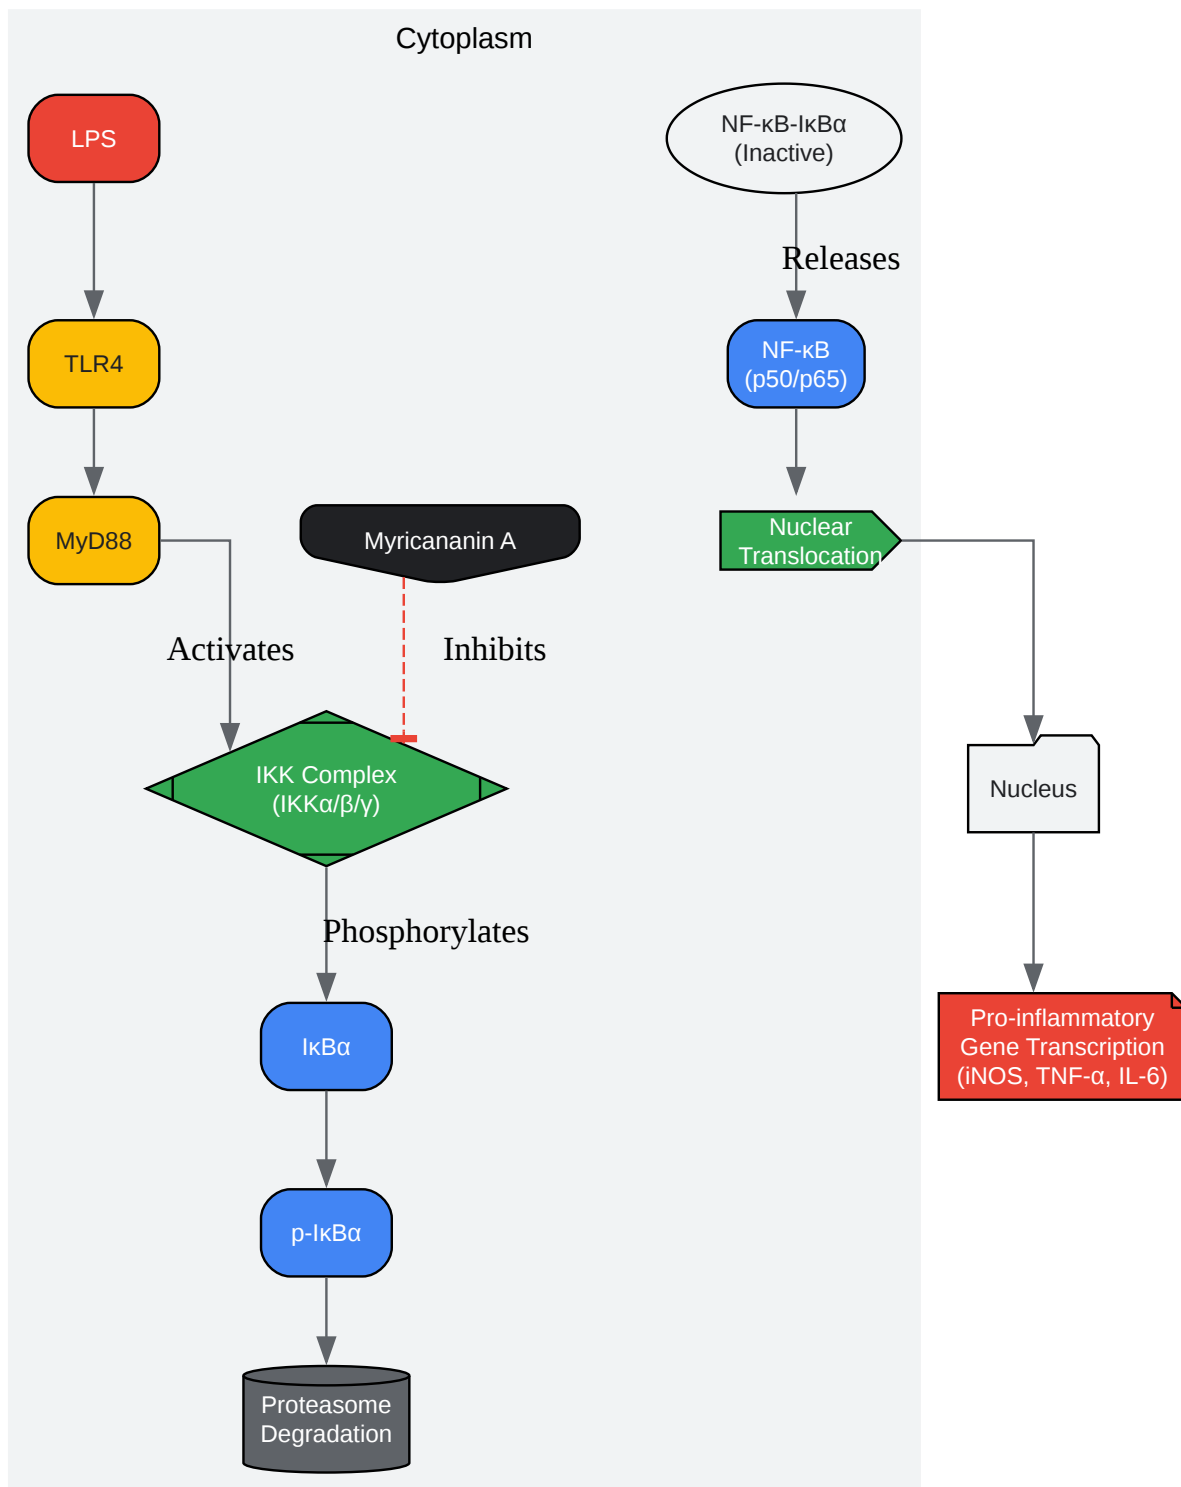 Cytoplasm
LPS
NF-κB-IκBα
(Inactive)
Releases
TLR4
NF-κB
(p50/p65)
MyD88
Myricananin A
Nuclear
Translocation
Activates
Inhibits
IKK Complex
(IKKα/β/γ)
Nucleus
Phosphorylates
IκBα
Pro-inflammatory
Gene Transcription
(iNOS, TNF-α, IL-6)
p-IκBα
Proteasome
Degradation